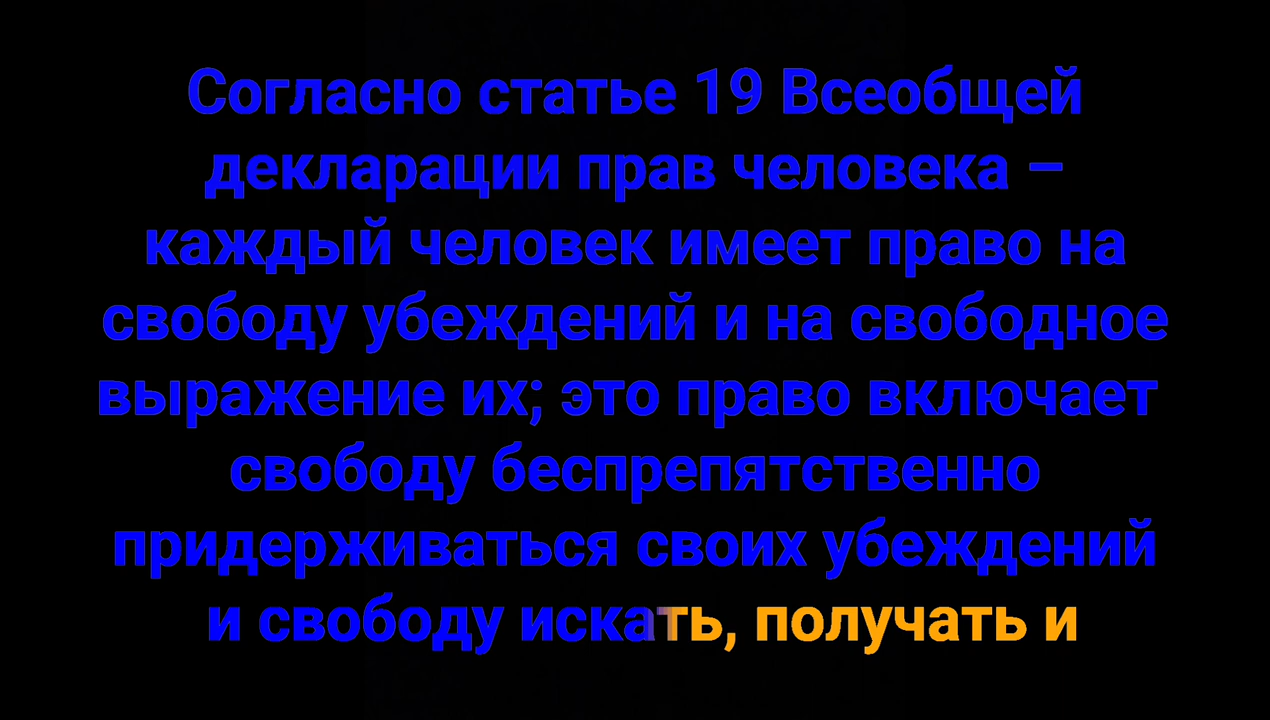 Согласно статье 19 Всеобщей
декларации прав человека –
каждый человек имеет право на
свободу убеждений и на свободное
выражение их; это право включает
свободу беспрепятственно
придерживаться своих убеждений
и свободу искать, получать и